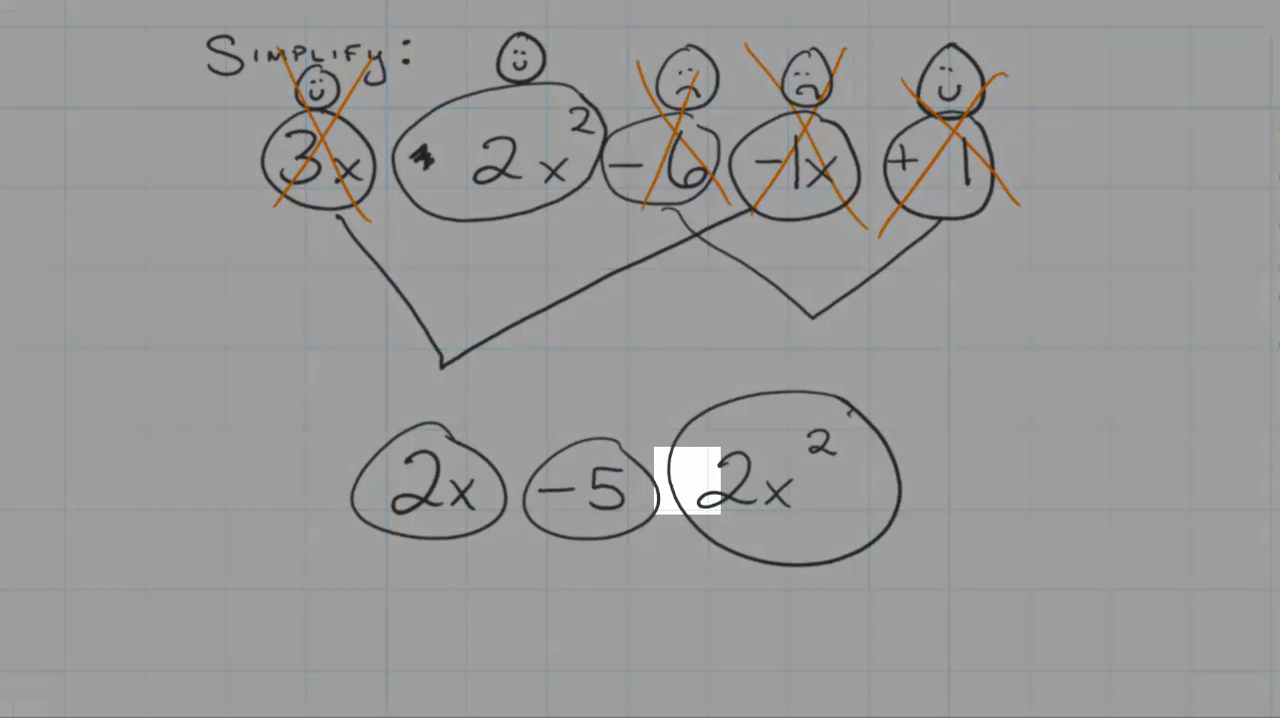 Simplify:
3x 2x² -6 -1x + 1
2x -5 2x²